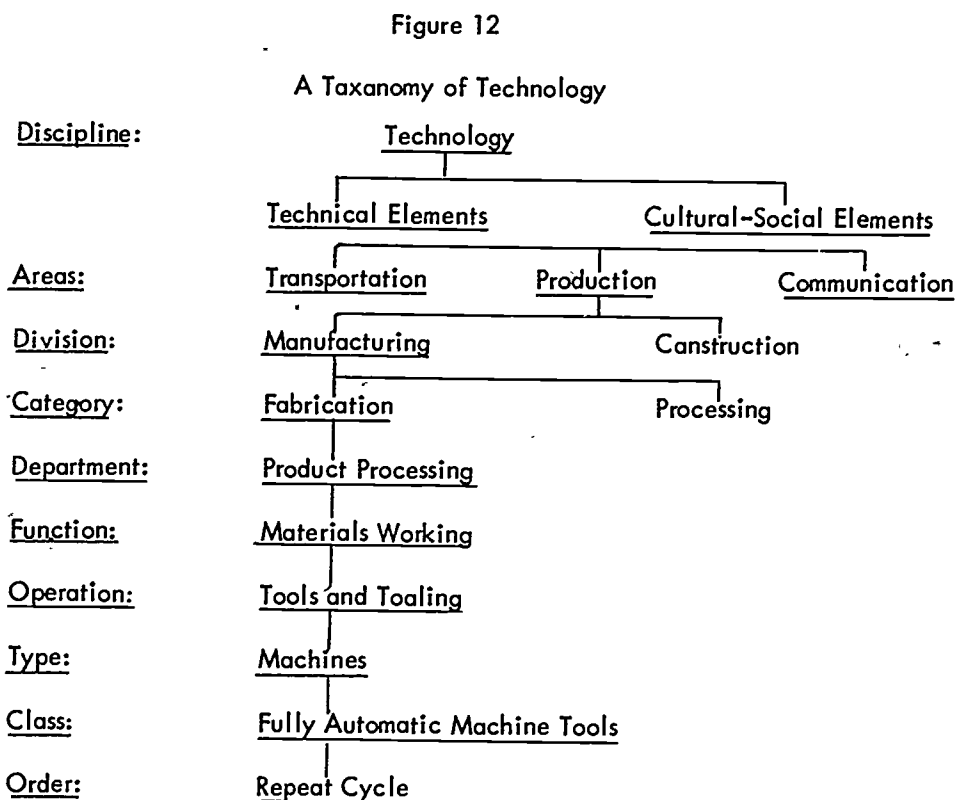 Figure 12
A Taxanomy of Technology
Discipline: Technology
Technical Elements Cultural-Social Elements
Areas: Transportation Production Communication
Division: Manufacturing Canstruction
Category: Fabrication Processing
Department: Product Processing
Function: Materials Working
Operation: Tools and Toaling
Type: Machines
Class: Fully Automatic Machine Tools
Order: Repeat Cycle